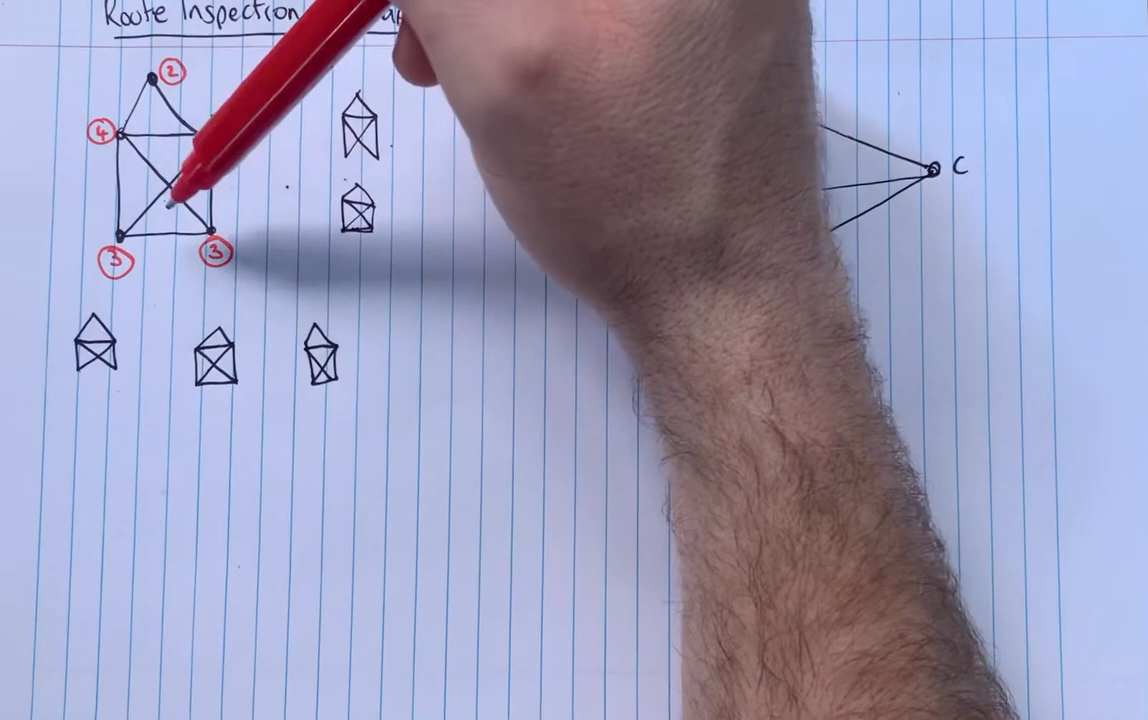 Route Inspection
②
④
C
③
③